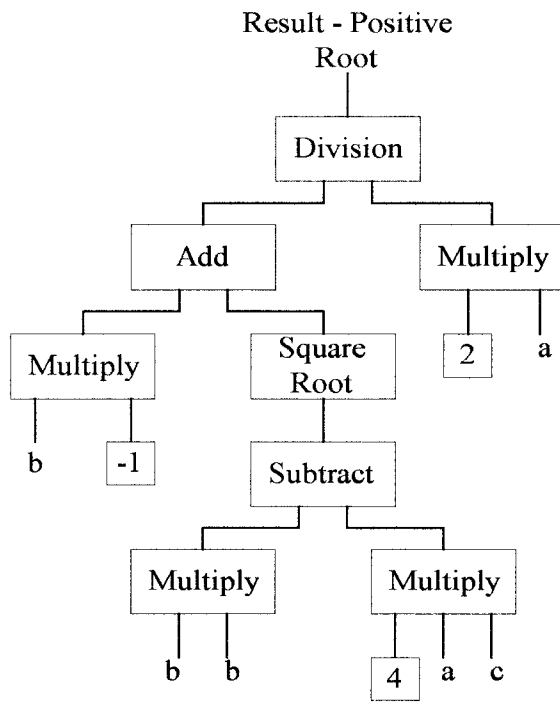 Result - Positive
Root
Division
Add
Multiply
Multiply
Square
Root
2
a
b
-1
Subtract
Multiply
Multiply
b
b
4
a
c